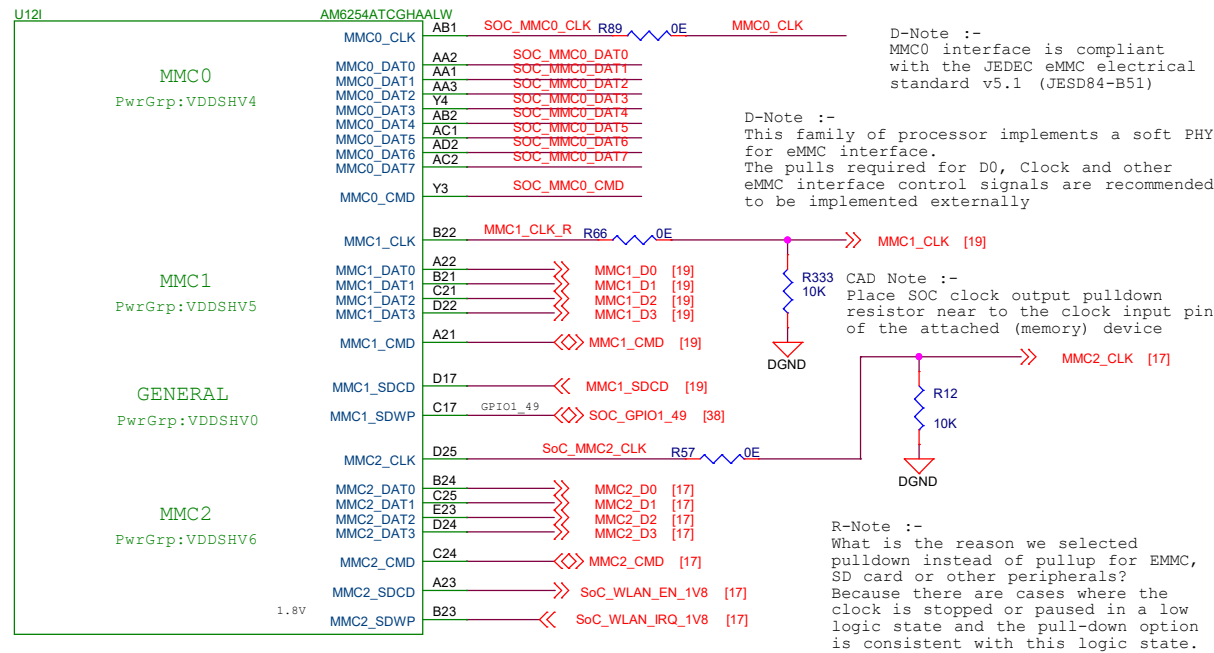 U12I AM6254ATCGHAALW
MMC0
PwrGrp:VDDSHV4
MMC0_CLK AB1 SOC_MMC0_CLK R89 0E MMC0_CLK
MMC0_DAT0 AA2 SOC_MMC0_DAT0
MMC0_DAT1 AA1 SOC_MMC0_DAT1
MMC0_DAT2 AA3 SOC_MMC0_DAT2
MMC0_DAT3 Y4 SOC_MMC0_DAT3
MMC0_DAT4 AB2 SOC_MMC0_DAT4
MMC0_DAT5 AC1 SOC_MMC0_DAT5
MMC0_DAT6 AD2 SOC_MMC0_DAT6
MMC0_DAT7 AC2 SOC_MMC0_DAT7
MMC0_CMD Y3 SOC_MMC0_CMD
D-Note :-
MMC0 interface is compliant
with the JEDEC eMMC electrical
standard v5.1 (JESD84-B51)
D-Note :-
This family of processor implements a soft PHY
for eMMC interface.
The pulls required for D0, Clock and other
eMMC interface control signals are recommended
to be implemented externally
MMC1
PwrGrp:VDDSHV5
MMC1_CLK B22 MMC1_CLK_R R66 0E MMC1_CLK [19]
MMC1_DAT0 A22 MMC1_D0 [19]
MMC1_DAT1 B21 MMC1_D1 [19]
MMC1_DAT2 C21 MMC1_D2 [19]
MMC1_DAT3 D22 MMC1_D3 [19]
MMC1_CMD A21 MMC1_CMD [19]
R333
10K
DGND
CAD Note :-
Place SOC clock output pulldown
resistor near to the clock input pin
of the attached (memory) device
GENERAL
PwrGrp:VDDSHV0
MMC1_SDCD D17 MMC1_SDCD [19]
MMC1_SDWP C17 GPIO1_49 SOC_GPIO1_49 [38]
MMC2_CLK [17]
R12
10K
DGND
MMC2_CLK D25 SoC_MMC2_CLK R57 0E
MMC2
PwrGrp:VDDSHV6
MMC2_DAT0 B24 MMC2_D0 [17]
MMC2_DAT1 C25 MMC2_D1 [17]
MMC2_DAT2 E23 MMC2_D2 [17]
MMC2_DAT3 D24 MMC2_D3 [17]
MMC2_CMD C24 MMC2_CMD [17]
MMC2_SDCD A23 SoC_WLAN_EN_1V8 [17]
1.8V MMC2_SDWP B23 SoC_WLAN_IRQ_1V8 [17]
R-Note :-
What is the reason we selected
pulldown instead of pullup for EMMC,
SD card or other peripherals?
Because there are cases where the
clock is stopped or paused in a low
logic state and the pull-down option
is consistent with this logic state.